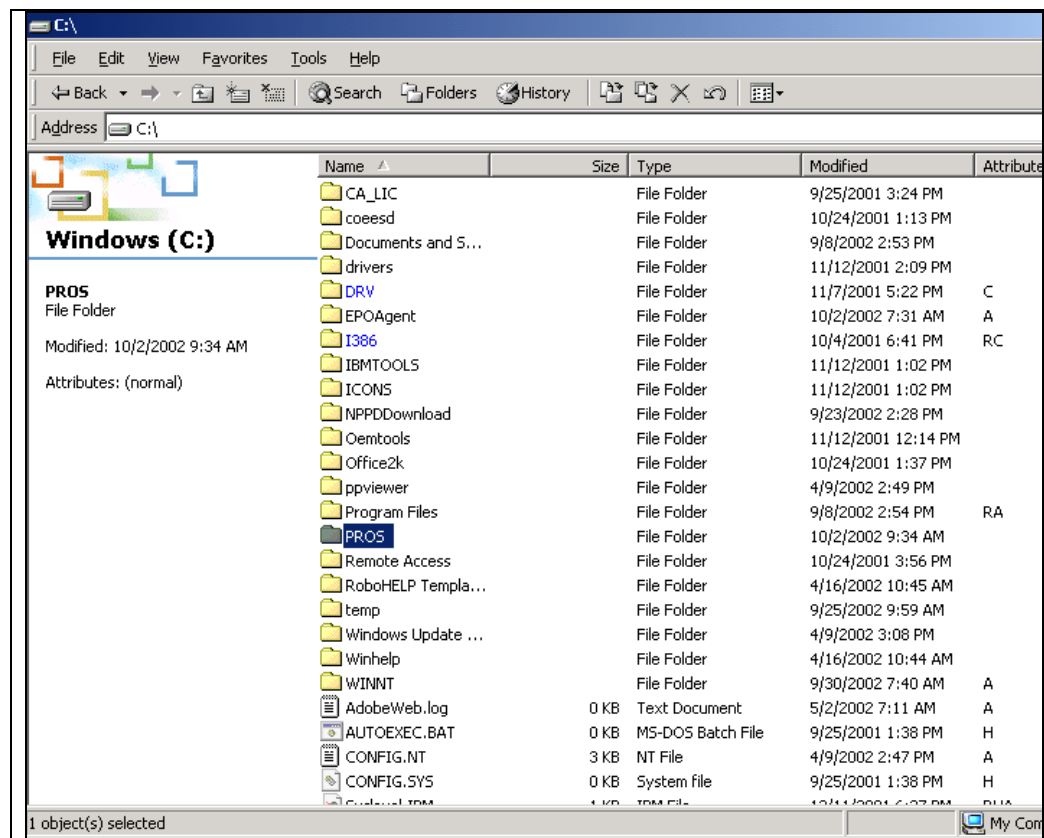 C:\
File Edit View Favorites Tools Help
Back Search Folders History
Address C:\
Name Size Type Modified Attribute
Windows (C:)
PROS
File Folder
Modified: 10/2/2002 9:34 AM
Attributes: (normal)
CA_LIC File Folder 9/25/2001 3:24 PM
coeesd File Folder 10/24/2001 1:13 PM
Documents and S... File Folder 9/8/2002 2:53 PM
drivers File Folder 11/12/2001 2:09 PM
DRV File Folder 11/7/2001 5:22 PM C
EPOAgent File Folder 10/2/2002 7:31 AM A
I386 File Folder 10/4/2001 6:41 PM RC
IBMTOOLS File Folder 11/12/2001 1:02 PM
ICONS File Folder 11/12/2001 1:02 PM
NPPDDownload File Folder 9/23/2002 2:28 PM
Oemtools File Folder 11/12/2001 12:14 PM
Office2k File Folder 10/24/2001 1:37 PM
ppviewer File Folder 4/9/2002 2:49 PM
Program Files File Folder 9/8/2002 2:54 PM RA
PROS File Folder 10/2/2002 9:34 AM
Remote Access File Folder 10/24/2001 3:56 PM
RoboHELP Templa... File Folder 4/16/2002 10:45 AM
temp File Folder 9/25/2002 9:59 AM
Windows Update ... File Folder 4/9/2002 3:08 PM
Winhelp File Folder 4/16/2002 10:44 AM
WINNT File Folder 9/30/2002 7:40 AM A
AdobeWeb.log 0 KB Text Document 5/2/2002 7:11 AM A
AUTOEXEC.BAT 0 KB MS-DOS Batch File 9/25/2001 1:38 PM H
CONFIG.NT 3 KB NT File 4/9/2002 2:47 PM A
CONFIG.SYS 0 KB System file 9/25/2001 1:38 PM H
1 object(s) selected My Com